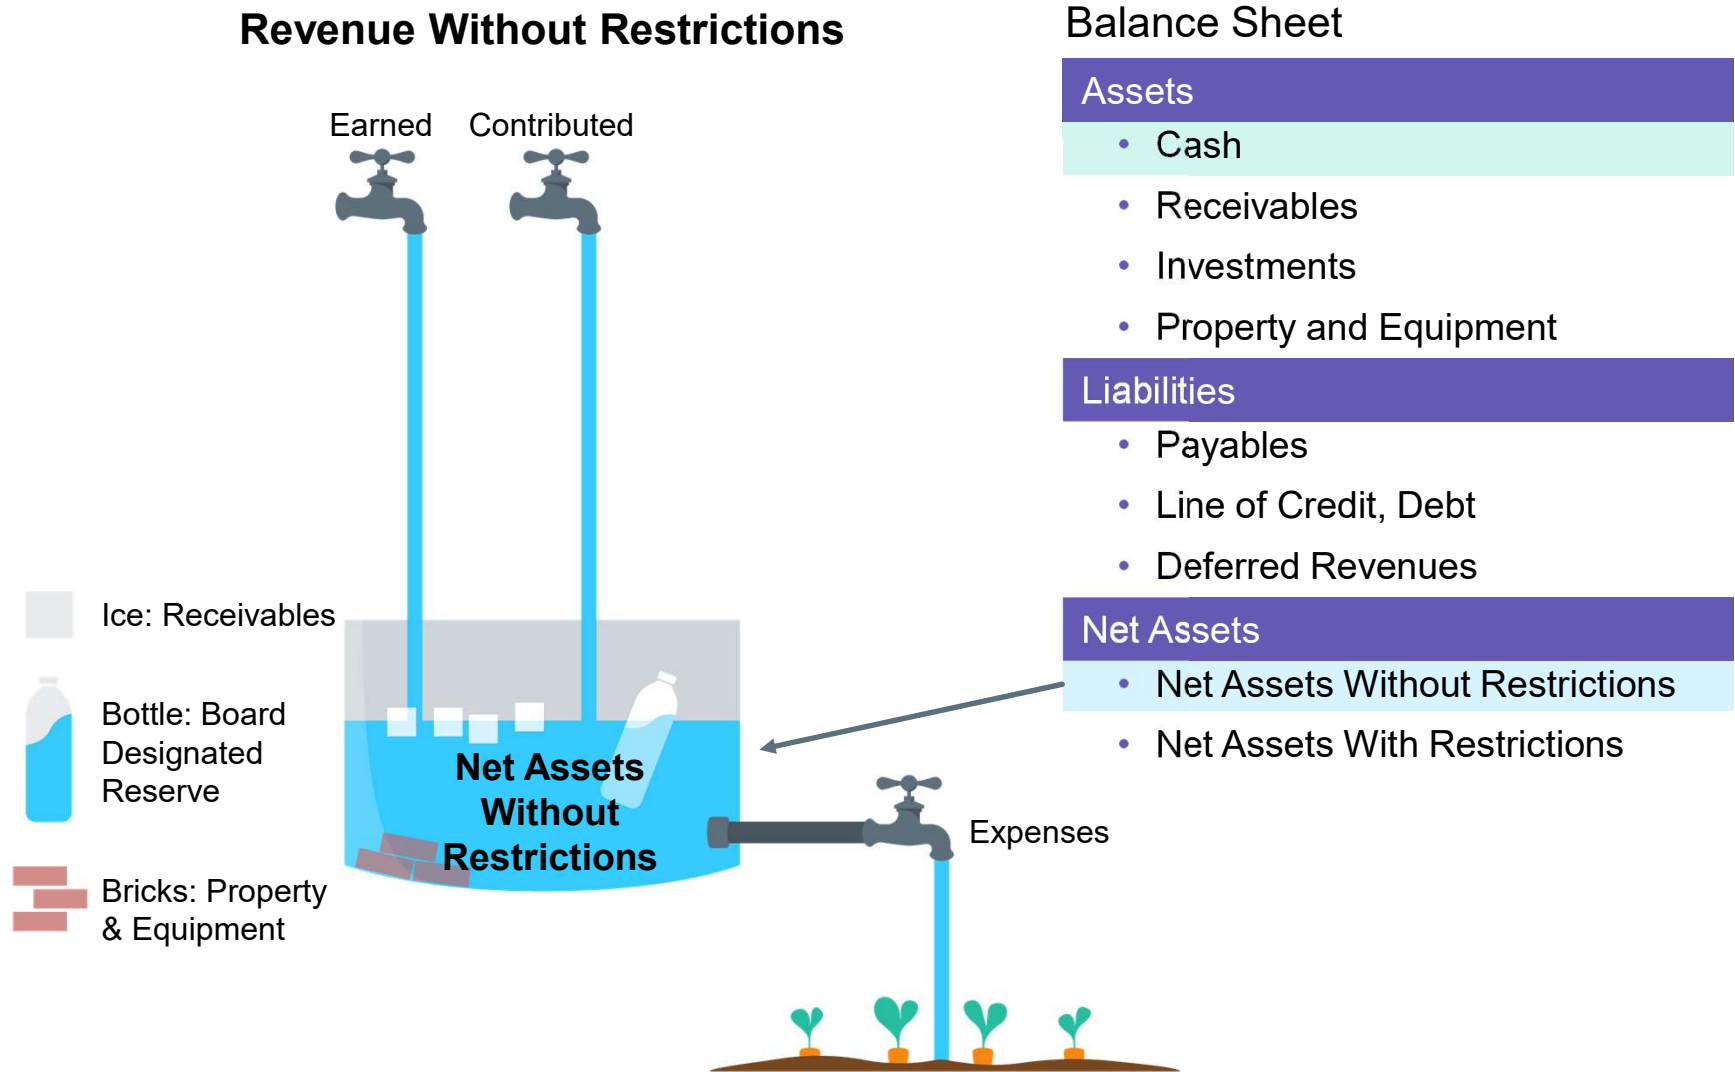 Revenue Without Restrictions
Earned
Contributed
Ice: Receivables
Bottle: Board
Designated
Reserve
Bricks: Property
& Equipment
Net Assets
Without
Restrictions
Expenses
Balance Sheet
Assets
• Cash
• Receivables
• Investments
• Property and Equipment
Liabilities
• Payables
• Line of Credit, Debt
• Deferred Revenues
Net Assets
• Net Assets Without Restrictions
• Net Assets With Restrictions